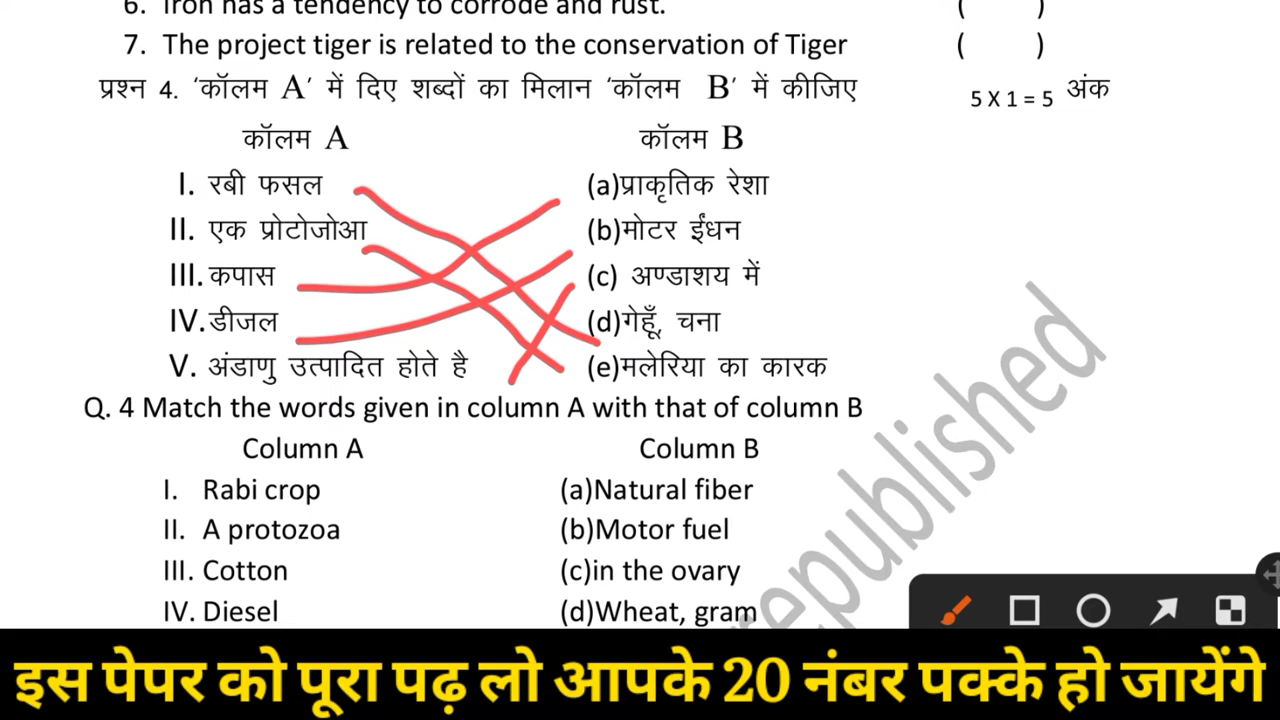 6. Iron has a tendency to corrode and rust. ( )
7. The project tiger is related to the conservation of Tiger ( )
प्रश्न 4. 'कॉलम A' में दिए शब्दों का मिलान 'कॉलम B' में कीजिए 5 X 1 = 5 अंक
कॉलम A कॉलम B
I. रबी फसल (a)प्राकृतिक रेशा
II. एक प्रोटोजोआ (b)मोटर ईंधन
III. कपास (c) अण्डाशय में
IV. डीजल (d)गेहूँ, चना
V. अंडाणु उत्पादित होते है (e)मलेरिया का कारक
Q. 4 Match the words given in column A with that of column B
Column A Column B
I. Rabi crop (a)Natural fiber
II. A protozoa (b)Motor fuel
III. Cotton (c)in the ovary
IV. Diesel (d)Wheat, gram
republished
इस पेपर को पूरा पढ़ लो आपके 20 नंबर पक्के हो जायेंगे